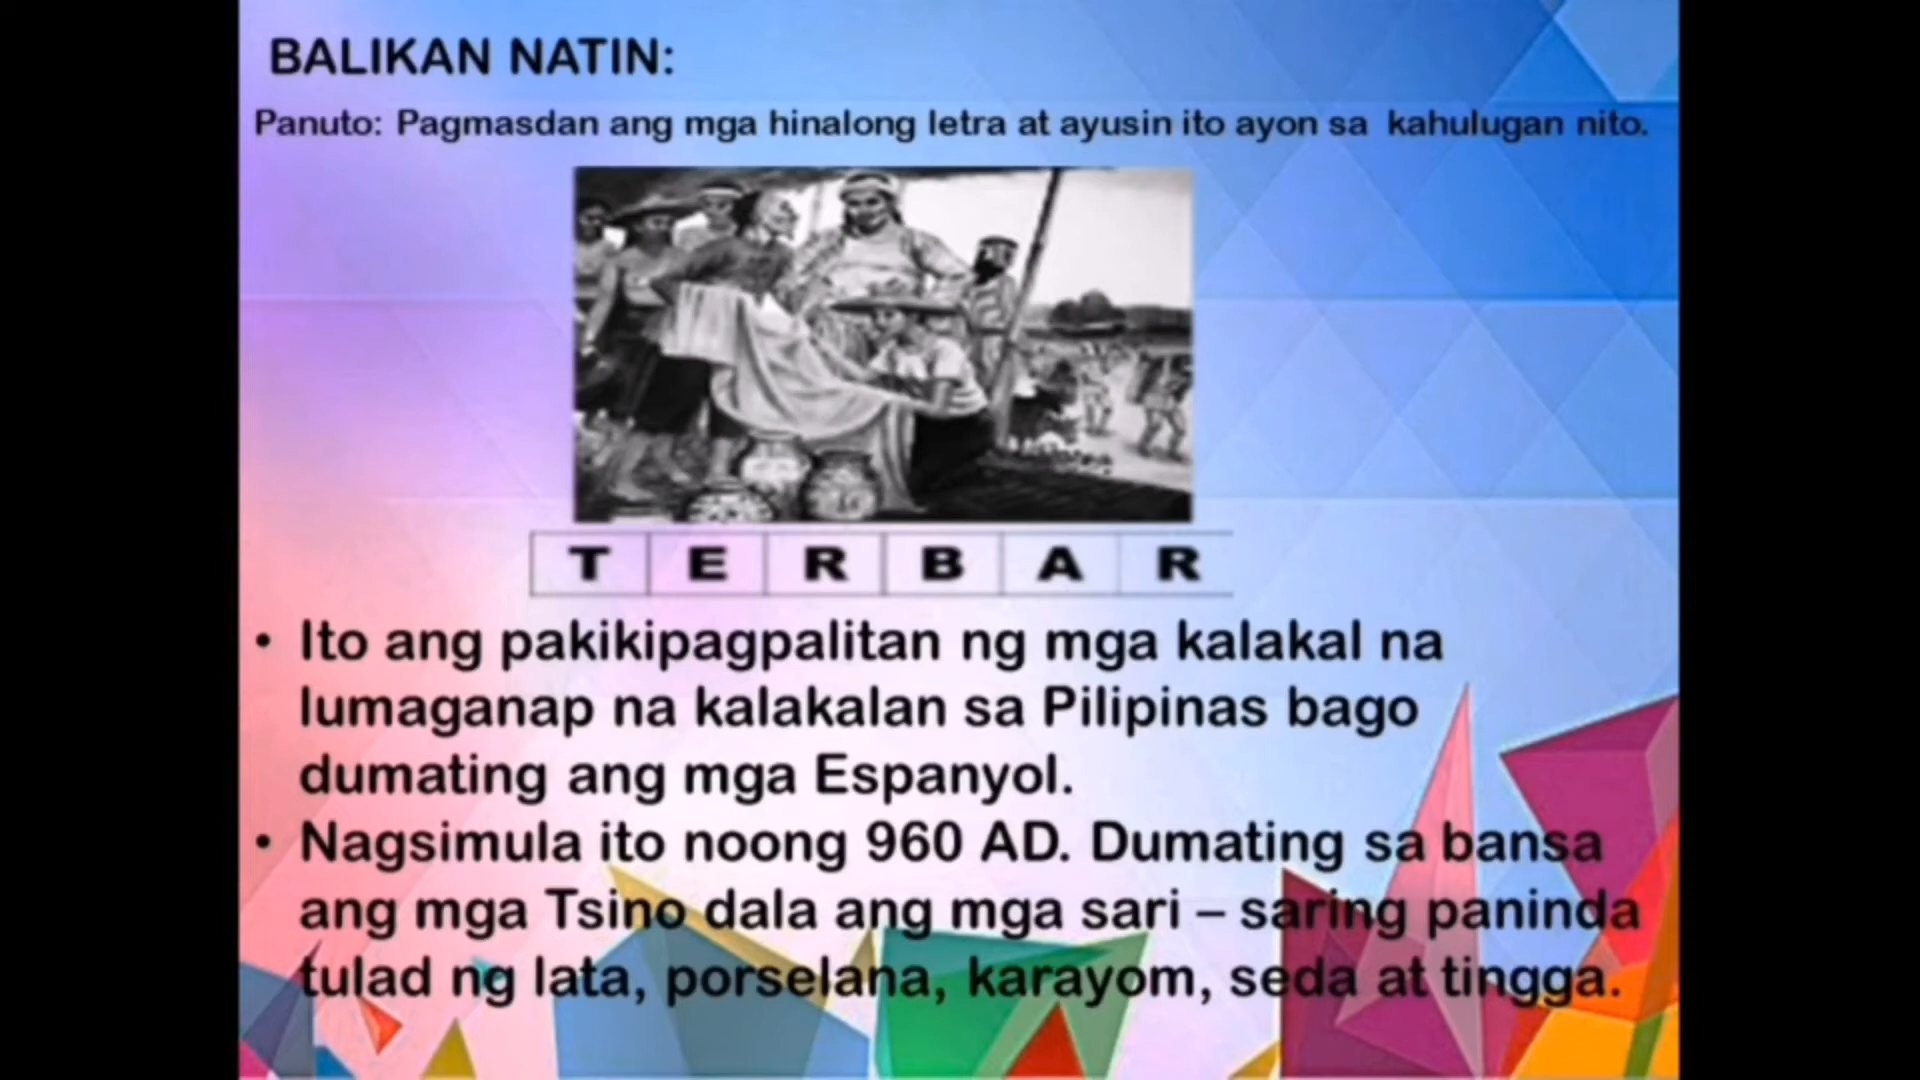 BALIKAN NATIN:
Panuto: Pagmasdan ang mga hinalong letra at ayusin ito ayon sa kahulugan nito.
T E R B A R
• Ito ang pakikipagpalitan ng mga kalakal na
lumaganap na kalakalan sa Pilipinas bago
dumating ang mga Espanyol.
• Nagsimula ito noong 960 AD. Dumating sa bansa
ang mga Tsino dala ang mga sari – saring paninda
tulad ng lata, porselana, karayom, seda at tingga.